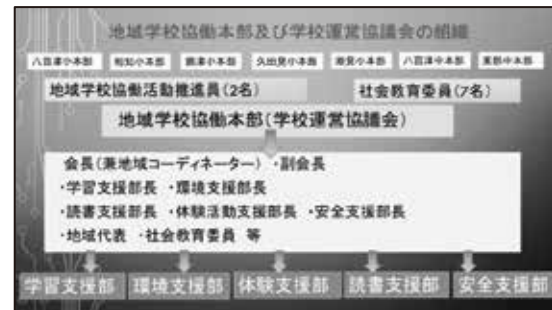 地域学校協働本部及び学校運営協議会の組織
八百津小本部 和知小本部 錦津小本部 久田見小本部 潮見小本部 八百津中本部 東部中本部
地域学校協働活動推進員(2名) 社会教育委員(7名)
地域学校協働本部(学校運営協議会)
会長(兼地域コーディネーター) ・副会長
・学習支援部長 ・環境支援部長
・読書支援部長 ・体験活動支援部長 ・安全支援部長
・地域代表 ・社会教育委員 等
学習支援部 環境支援部 体験支援部 読書支援部 安全支援部